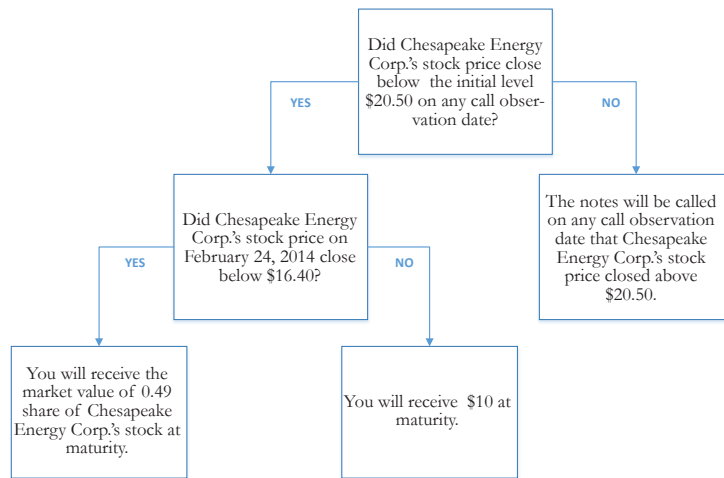 Did Chesapeake Energy
Corp.'s stock price close
below the initial level
$20.50 on any call obser-
vation date?
YES
NO
Did Chesapeake Energy
Corp.'s stock price on
February 24, 2014 close
below $16.40?
The notes will be called
on any call observation
date that Chesapeake
Energy Corp.'s stock
price closed above
$20.50.
YES
NO
You will receive the
market value of 0.49
share of Chesapeake
Energy Corp.'s stock at
maturity.
You will receive $10 at
maturity.